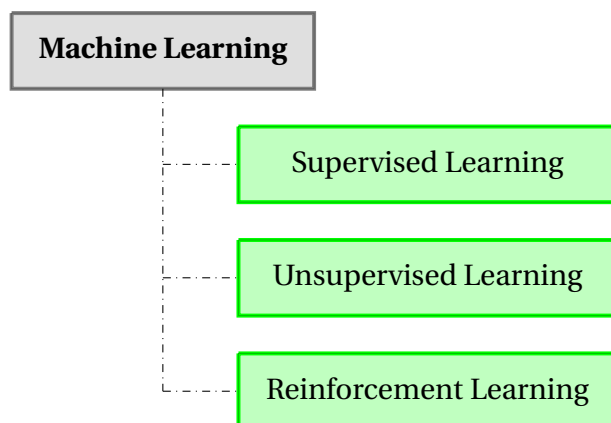 Machine Learning
Supervised Learning
Unsupervised Learning
Reinforcement Learning